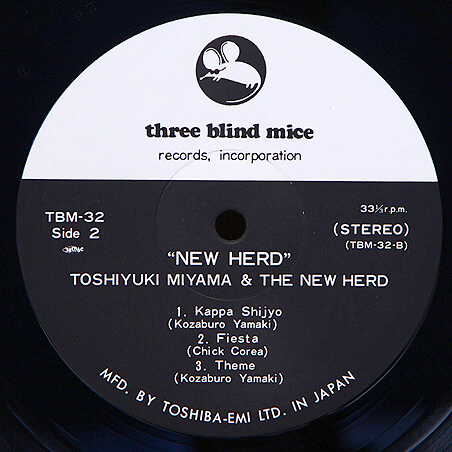 three blind mice
records, incorporation
TBM-32
Side 2
33⅓ r.p.m.
(STEREO)
(TBM-32-B)
"NEW HERD"
TOSHIYUKI MIYAMA & THE NEW HERD
1. Kappa Shijyo
(Kozaburo Yamaki)
2. Fiesta
(Chick Corea)
3. Theme
(Kozaburo Yamaki)
MFD. BY TOSHIBA-EMI LTD. IN JAPAN